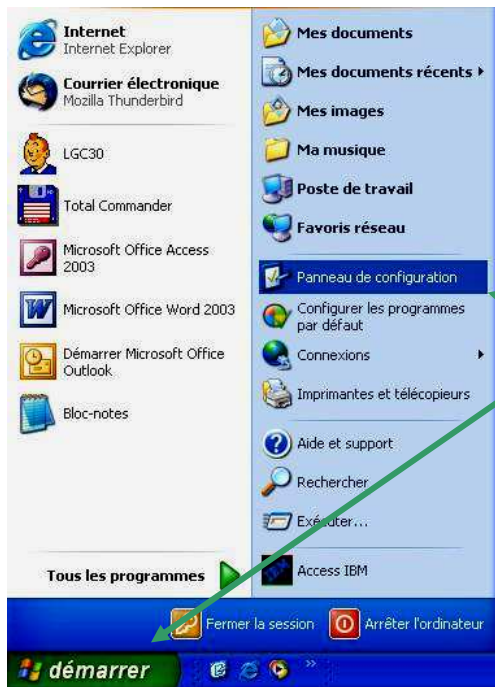 Internet
Internet Explorer
Courrier électronique
Mozilla Thunderbird
LGC30
Total Commander
Microsoft Office Access
2003
Microsoft Office Word 2003
Démarrer Microsoft Office
Outlook
Bloc-notes
Tous les programmes
Mes documents
Mes documents récents
Mes images
Ma musique
Poste de travail
Favoris réseau
Panneau de configuration
Configurer les programmes
par défaut
Connexions
Imprimantes et télécopieurs
Aide et support
Rechercher
Exécuter...
IBM
Access IBM
Fermer la session
Arrêter l'ordinateur
démarrer
»